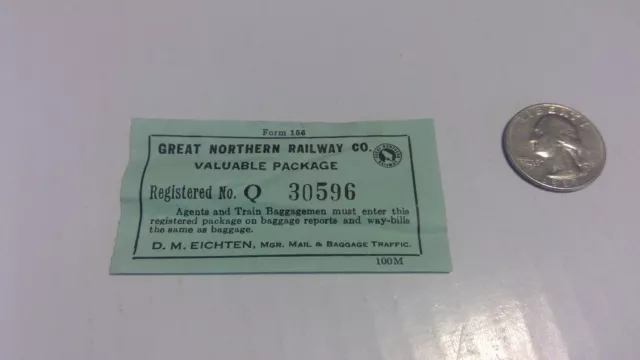 Form 156
GREAT NORTHERN RAILWAY CO.
VALUABLE PACKAGE
Registered No. Q 30596
Agents and Train Baggagemen must enter this
registered package on baggage reports and way-bills
the same as baggage.
D. M. EICHTEN, MGR. MAIL & BAGGAGE TRAFFIC.
100M
LIBERTY